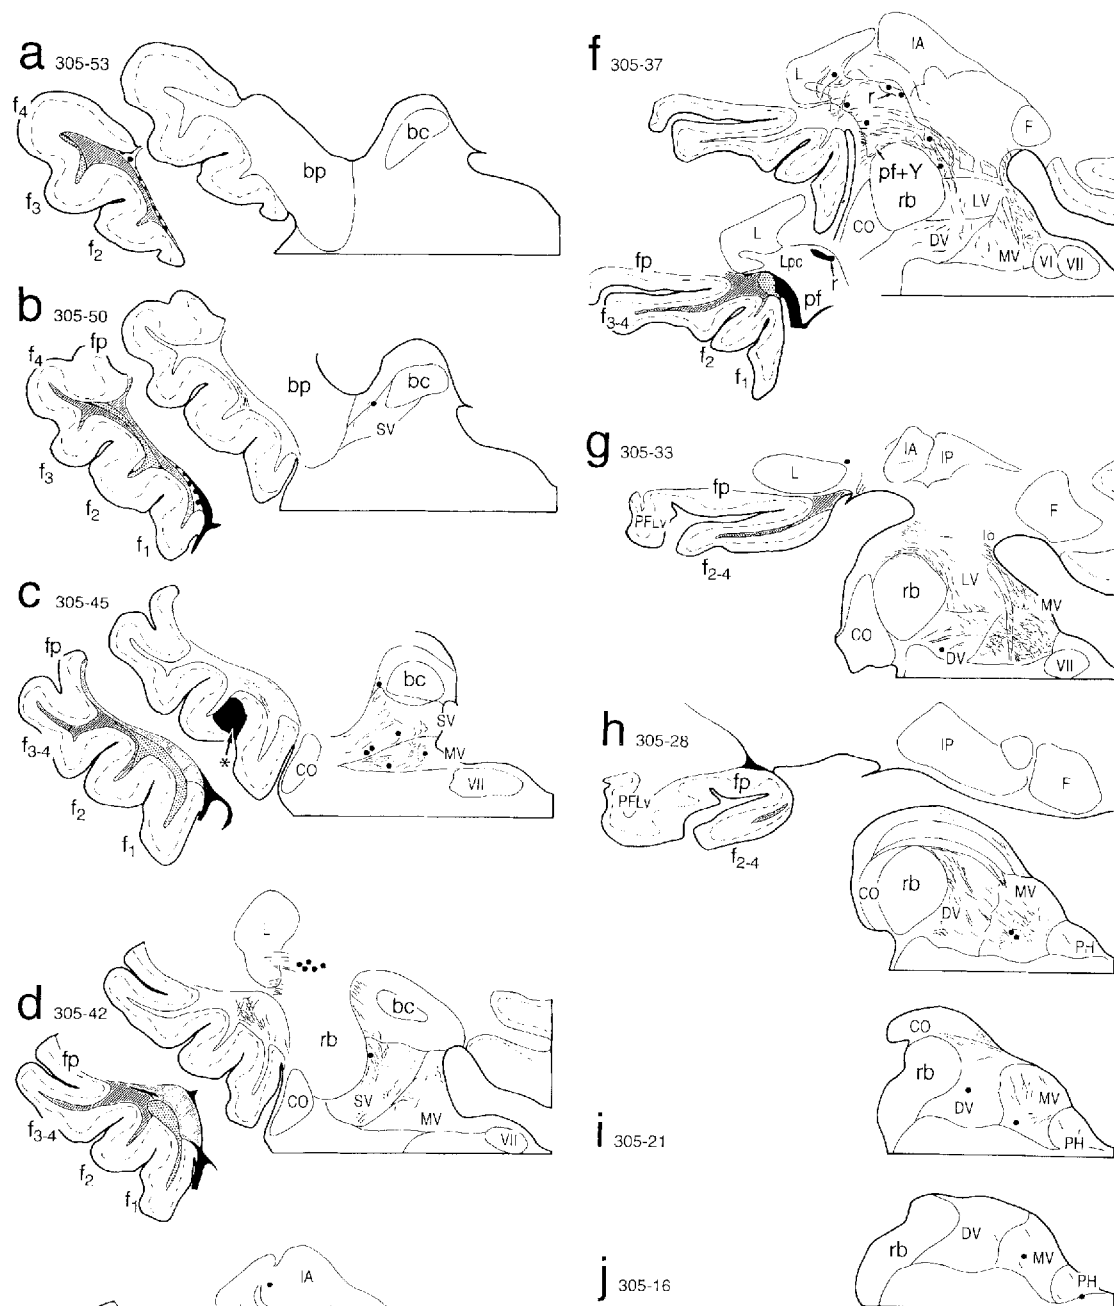 a 305-53
f4
f3
f2
bp
bc
b 305-50
f4 fp
f3
f2
f1
bp
bc
SV
c 305-45
fp
f3-4
f2
f1
*
CO
bc
SV
MV
VII
L
d 305-42
fp
f3-4
f2
f1
rb
bc
CO
SV
MV
VII
IA
f 305-37
L
IA
r
F
pf+Y
rb
LV
CO
DV
MV
VI
VII
L
Lpc
r
fp
pf
f3-4
f2
f1
g 305-33
L
IA
IP
fp
PFLv
F
f2-4
lo
rb
LV
MV
CO
DV
VII
h 305-28
IP
F
fp
PFLv
f2-4
CO
rb
DV
MV
PH
CO
rb
DV
MV
PH
i 305-21
rb
DV
MV
PH
j 305-16